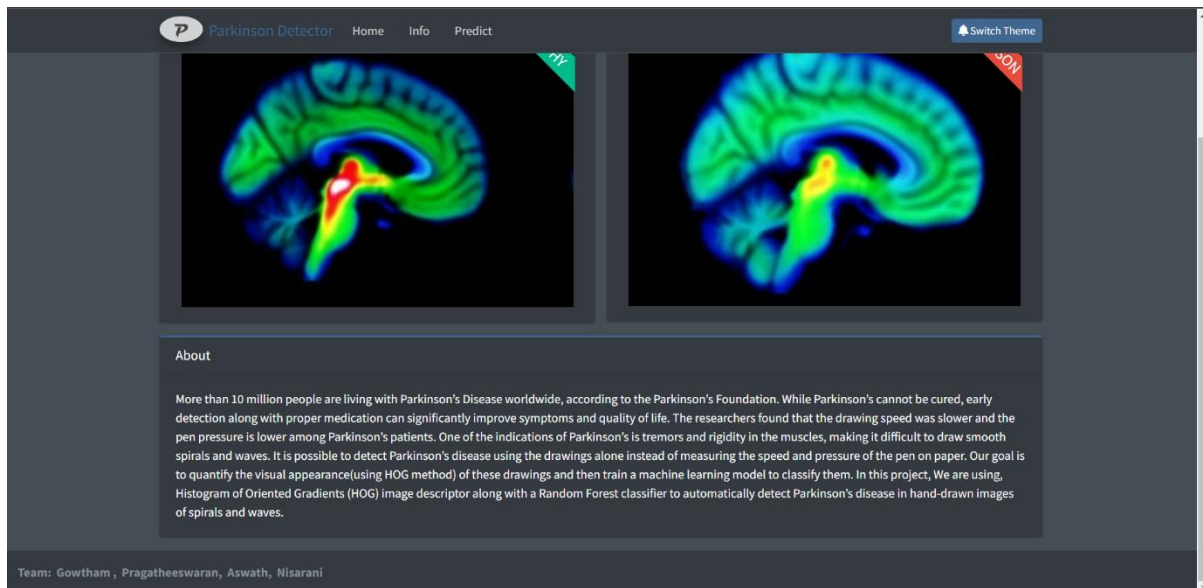 P Parkinson Detector Home Info Predict Switch Theme
HY
SON
About
More than 10 million people are living with Parkinson's Disease worldwide, according to the Parkinson's Foundation. While Parkinson's cannot be cured, early
detection along with proper medication can significantly improve symptoms and quality of life. The researchers found that the drawing speed was slower and the
pen pressure is lower among Parkinson's patients. One of the indications of Parkinson's is tremors and rigidity in the muscles, making it difficult to draw smooth
spirals and waves. It is possible to detect Parkinson's disease using the drawings alone instead of measuring the speed and pressure of the pen on paper. Our goal is
to quantify the visual appearance(using HOG method) of these drawings and then train a machine learning model to classify them. In this project, We are using,
Histogram of Oriented Gradients (HOG) image descriptor along with a Random Forest classifier to automatically detect Parkinson's disease in hand-drawn images
of spirals and waves.
Team: Gowtham , Pragatheeswaran, Aswath, Nisarani